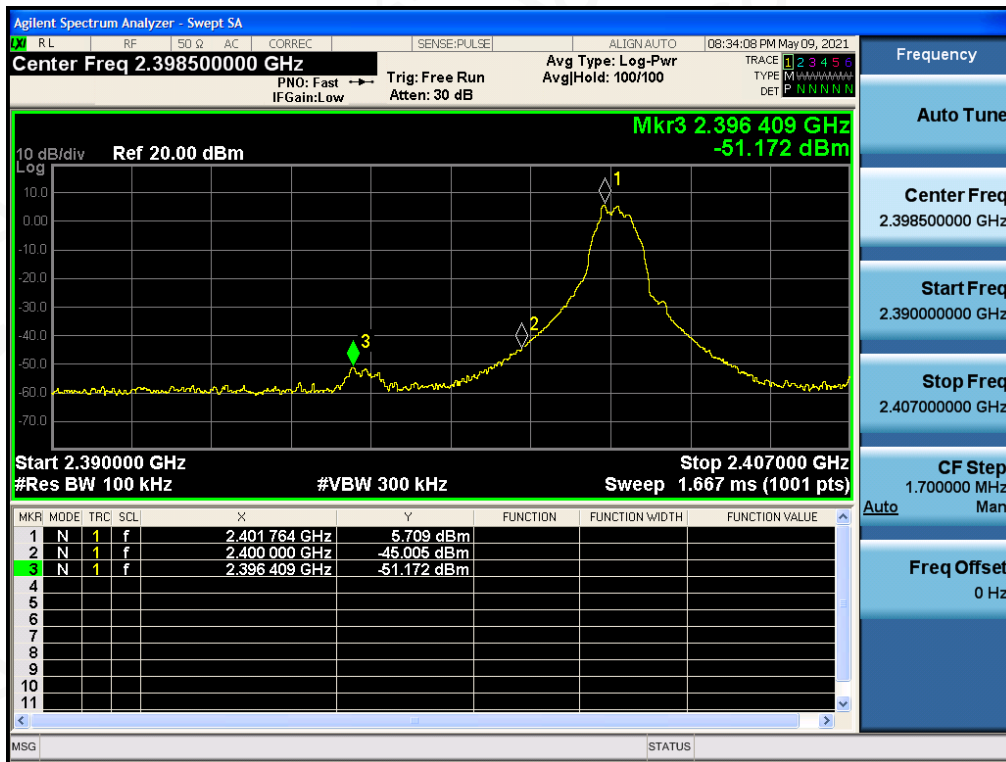 Agilent Spectrum Analyzer - Swept SA
LXI RL RF 50 Ω AC CORREC SENSE:PULSE ALIGN AUTO 08:34:08 PM May 09, 2021
Center Freq 2.398500000 GHz
PNO: Fast
IFGain:Low
Trig: Free Run
Atten: 30 dB
Avg Type: Log-Pwr
Avg|Hold: 100/100
TRACE 1 2 3 4 5 6
TYPE M WWWWW
DET P N N N N N
Mkr3 2.396 409 GHz
-51.172 dBm
10 dB/div Ref 20.00 dBm
Log
10.0
0.00
-10.0
-20.0
-30.0
-40.0
-50.0
-60.0
-70.0
1
2
3
Start 2.390000 GHz Stop 2.407000 GHz
#Res BW 100 kHz #VBW 300 kHz Sweep 1.667 ms (1001 pts)
MKR MODE TRC SCL X Y FUNCTION FUNCTION WIDTH FUNCTION VALUE
1 N 1 f 2.401 764 GHz 5.709 dBm
2 N 1 f 2.400 000 GHz -45.005 dBm
3 N 1 f 2.396 409 GHz -51.172 dBm
4
5
6
7
8
9
10
11
MSG STATUS
Frequency
Auto Tune
Center Freq
2.398500000 GHz
Start Freq
2.390000000 GHz
Stop Freq
2.407000000 GHz
CF Step
1.700000 MHz
Auto Man
Freq Offset
0 Hz